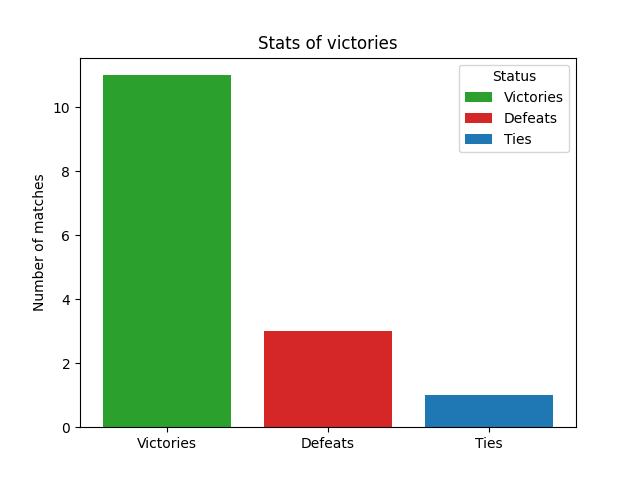 Stats of victories
Status
Victories
Defeats
Ties
Number of matches
10
8
6
4
2
0
Victories Defeats Ties